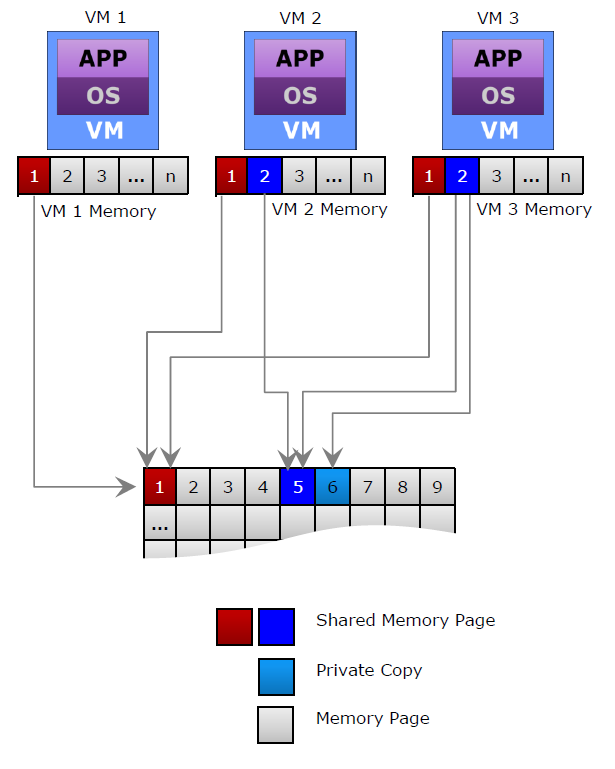 VM 1 VM 2 VM 3
APP APP APP
OS OS OS
VM VM VM
1 2 3 ... n 1 2 3 ... n 1 2 3 ... n
VM 1 Memory VM 2 Memory VM 3 Memory
1 2 3 4 5 6 7 8 9
...
Shared Memory Page
Private Copy
Memory Page